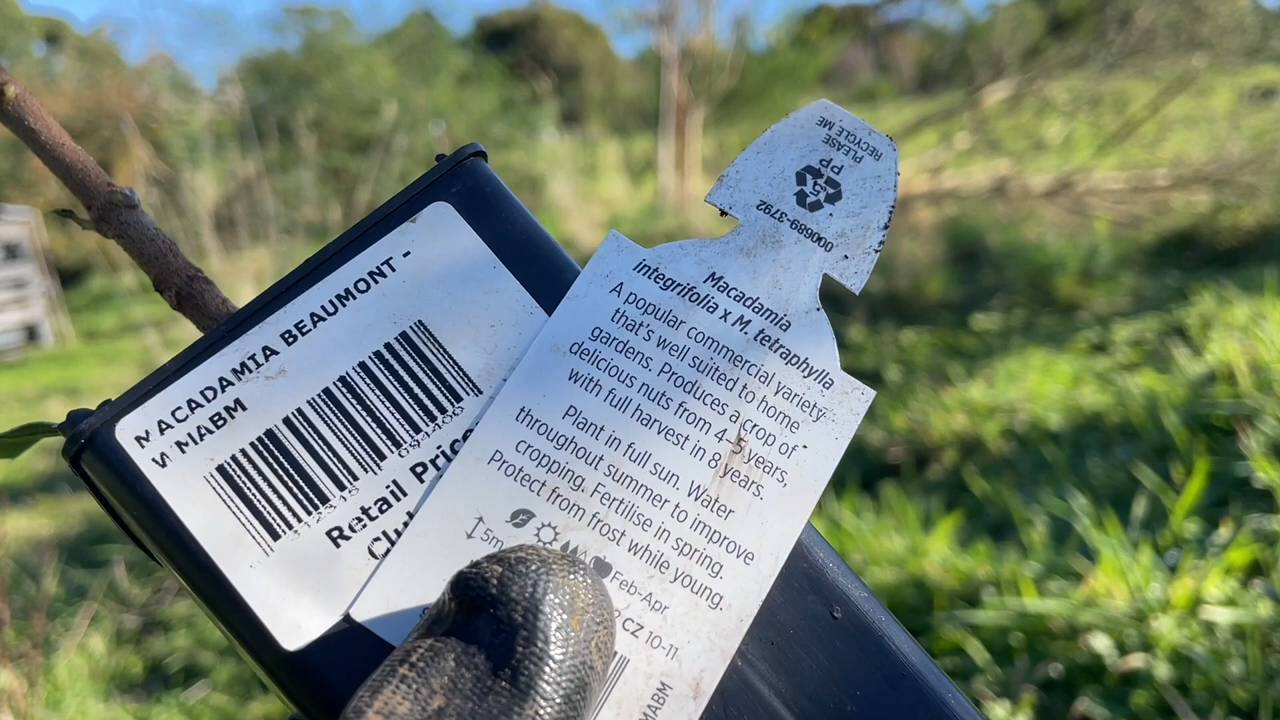 MACADAMIA BEAUMONT -
V MABM
Retail Price
PLEASE
RECYCLE ME
PP
5
000689-3792
Macadamia
integrifolia x M. tetraphylla
A popular commercial variety
that's well suited to home
gardens. Produces a crop of
delicious nuts from 4-5 years,
with full harvest in 8 years.
Plant in full sun. Water
throughout summer to improve
cropping. Fertilise in spring.
Protect from frost while young.
5m
Feb-Apr
CZ 10-11
MABM